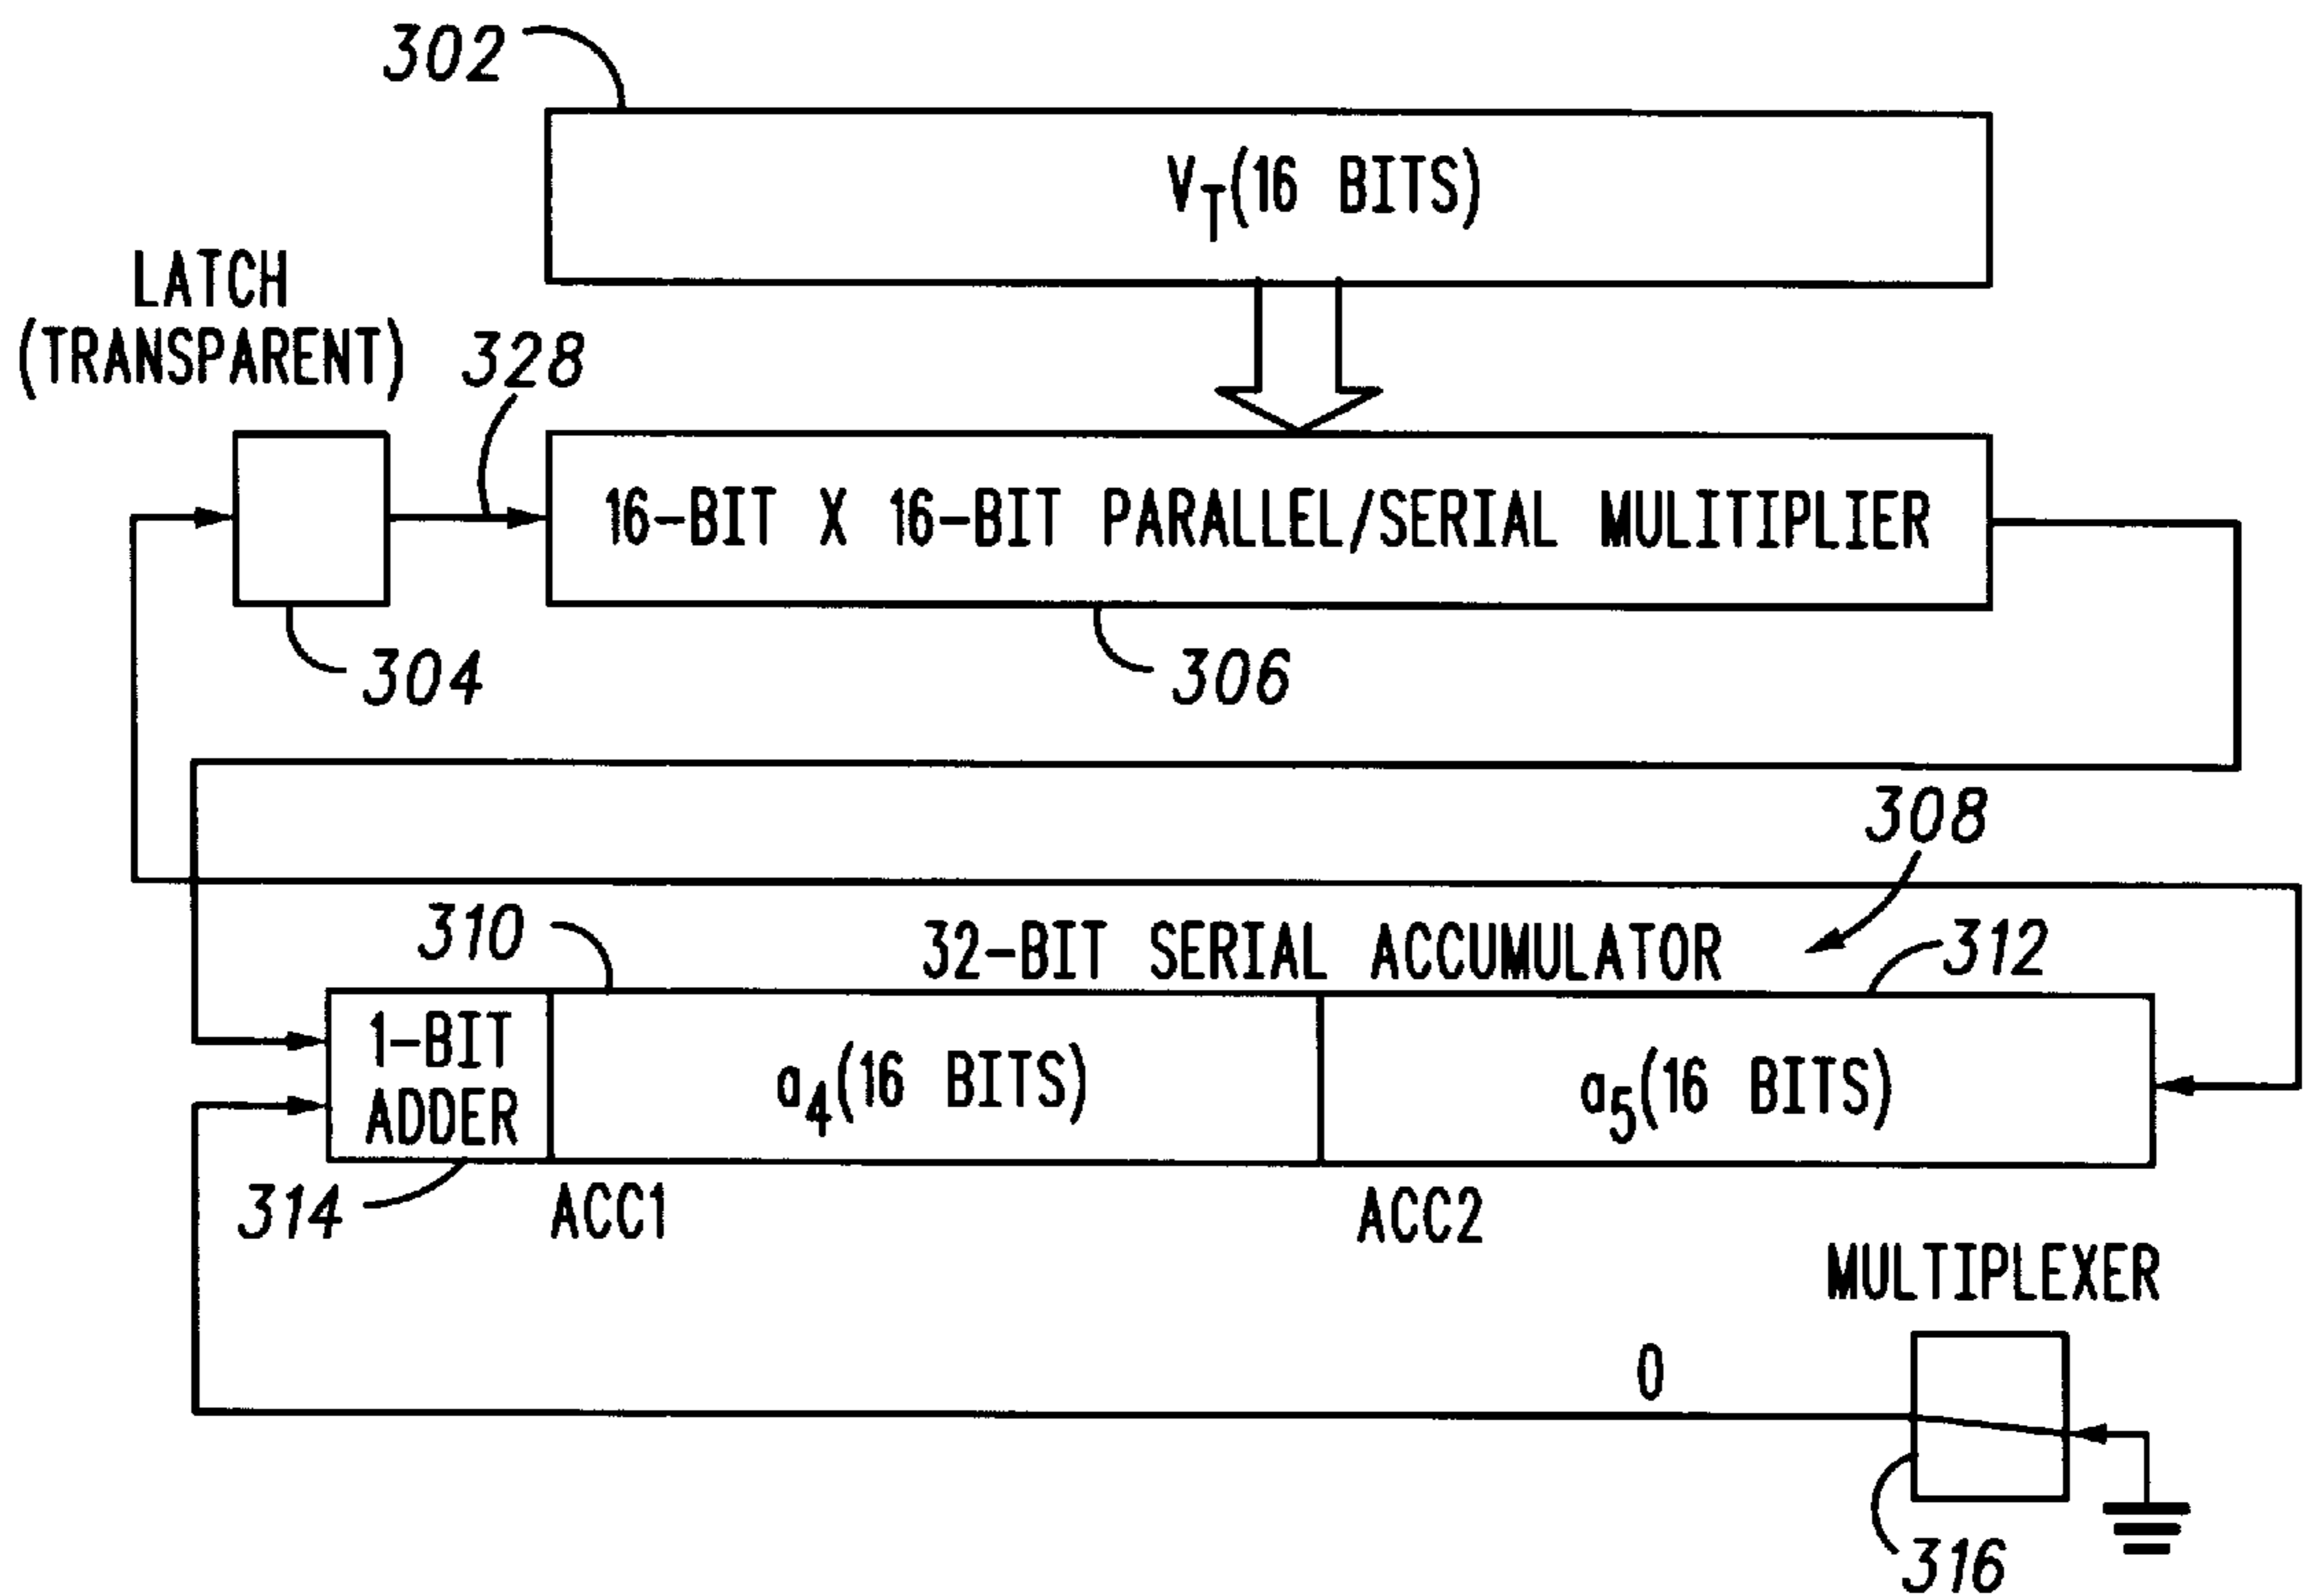 302
V_T(16 BITS)
LATCH
(TRANSPARENT)
328
16-BIT X 16-BIT PARALLEL/SERIAL MULITIPLIER
304
306
308
310
32-BIT SERIAL ACCUMULATOR
312
1-BIT
ADDER
a_4(16 BITS)
a_5(16 BITS)
314
ACC1
ACC2
MULTIPLEXER
0
316